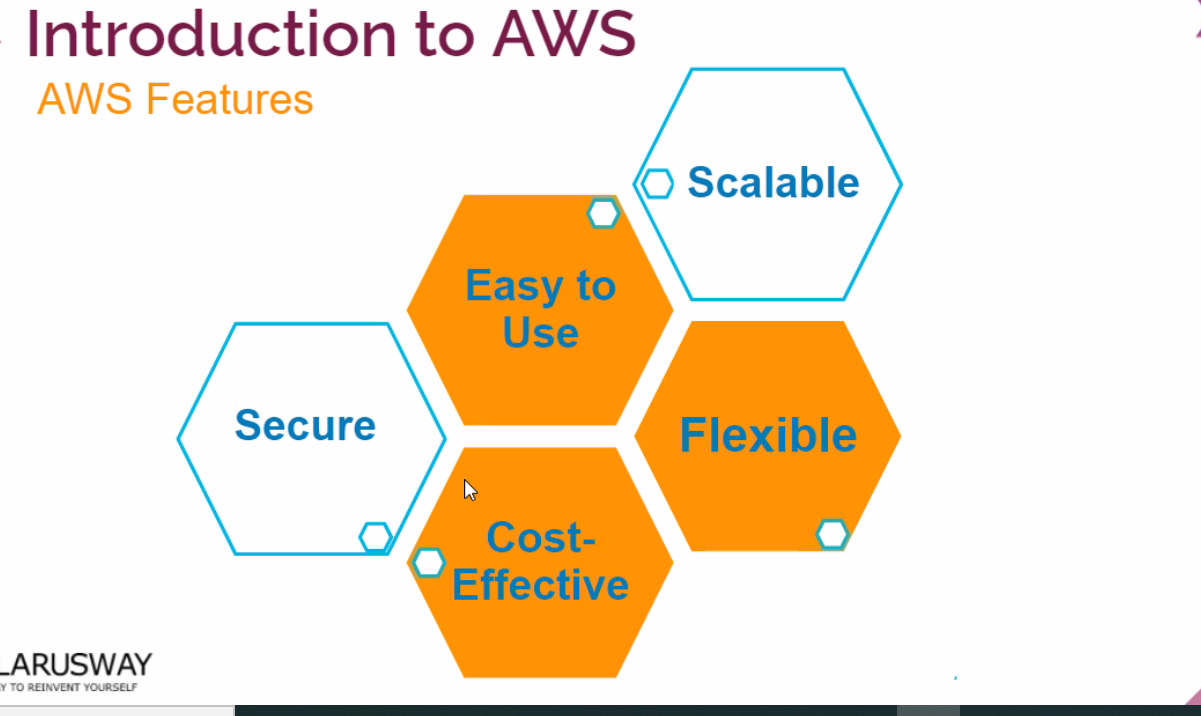 Introduction to AWS
AWS Features
Scalable
Easy to
Use
Secure
Flexible
Cost-
Effective
LARUSWAY
Y TO REINVENT YOURSELF